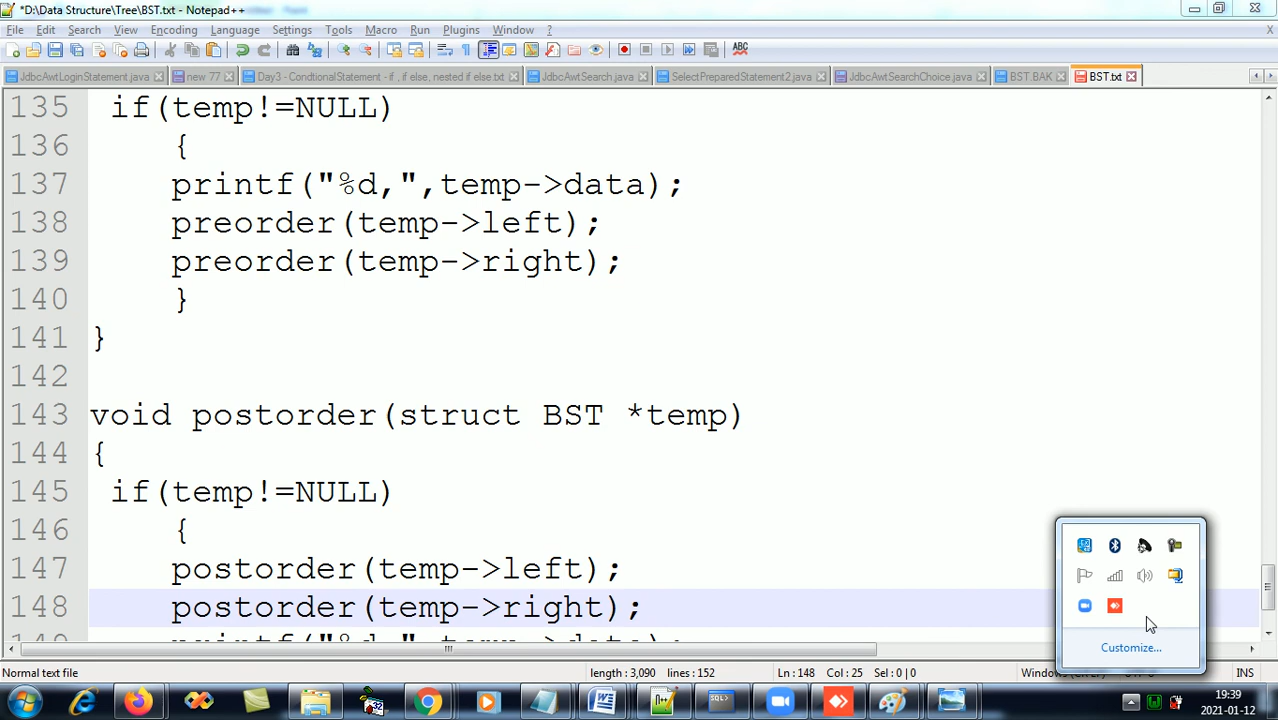 *D:\Data Structure\Tree\BST.txt - Notepad++
File Edit Search View Encoding Language Settings Tools Macro Run Plugins Window ? X
JdbcAwtLoginStatement.java new 77 Day3 - CondtionalStatement - if , if else, nested if else.txt JdbcAwtSearch.java SelectPreparedStatement2.java JdbcAwtSearchChoice.java BST.BAK BST.txt
135 if(temp!=NULL)
136 {
137 printf("%d,",temp->data);
138 preorder(temp->left);
139 preorder(temp->right);
140 }
141 }
142
143 void postorder(struct BST *temp)
144 {
145 if(temp!=NULL)
146 {
147 postorder(temp->left);
148 postorder(temp->right);
149 printf("%d,",temp->data);
Customize...
Normal text file length : 3,090 lines : 152 Ln : 148 Col : 25 Sel : 0 | 0 INS
19:39
2021-01-12